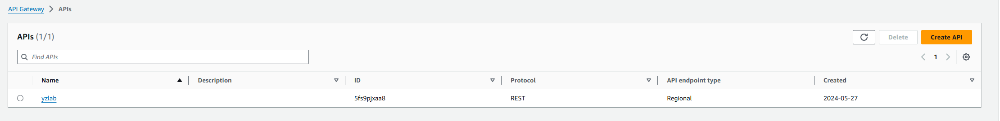 API Gateway > APIs
APIs (1/1)
Delete
Create API
Find APIs
1
Name Description ID Protocol API endpoint type Created
yzlab 5fs9pjxaa8 REST Regional 2024-05-27